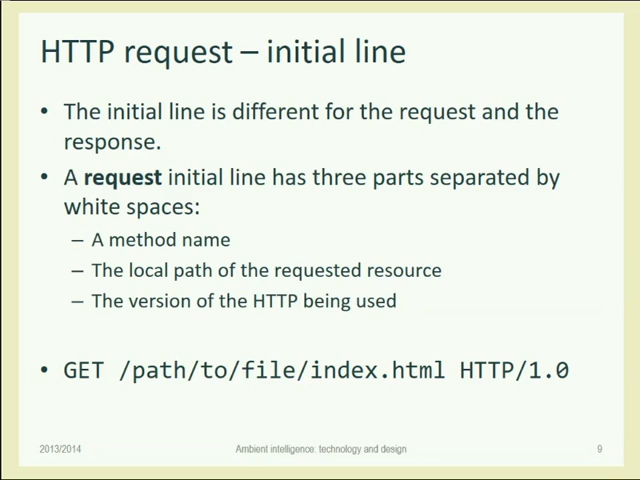 HTTP request – initial line
• The initial line is different for the request and the
response.
• A request initial line has three parts separated by
white spaces:
– A method name
– The local path of the requested resource
– The version of the HTTP being used
• GET /path/to/file/index.html HTTP/1.0
2013/2014 Ambient intelligence: technology and design 9